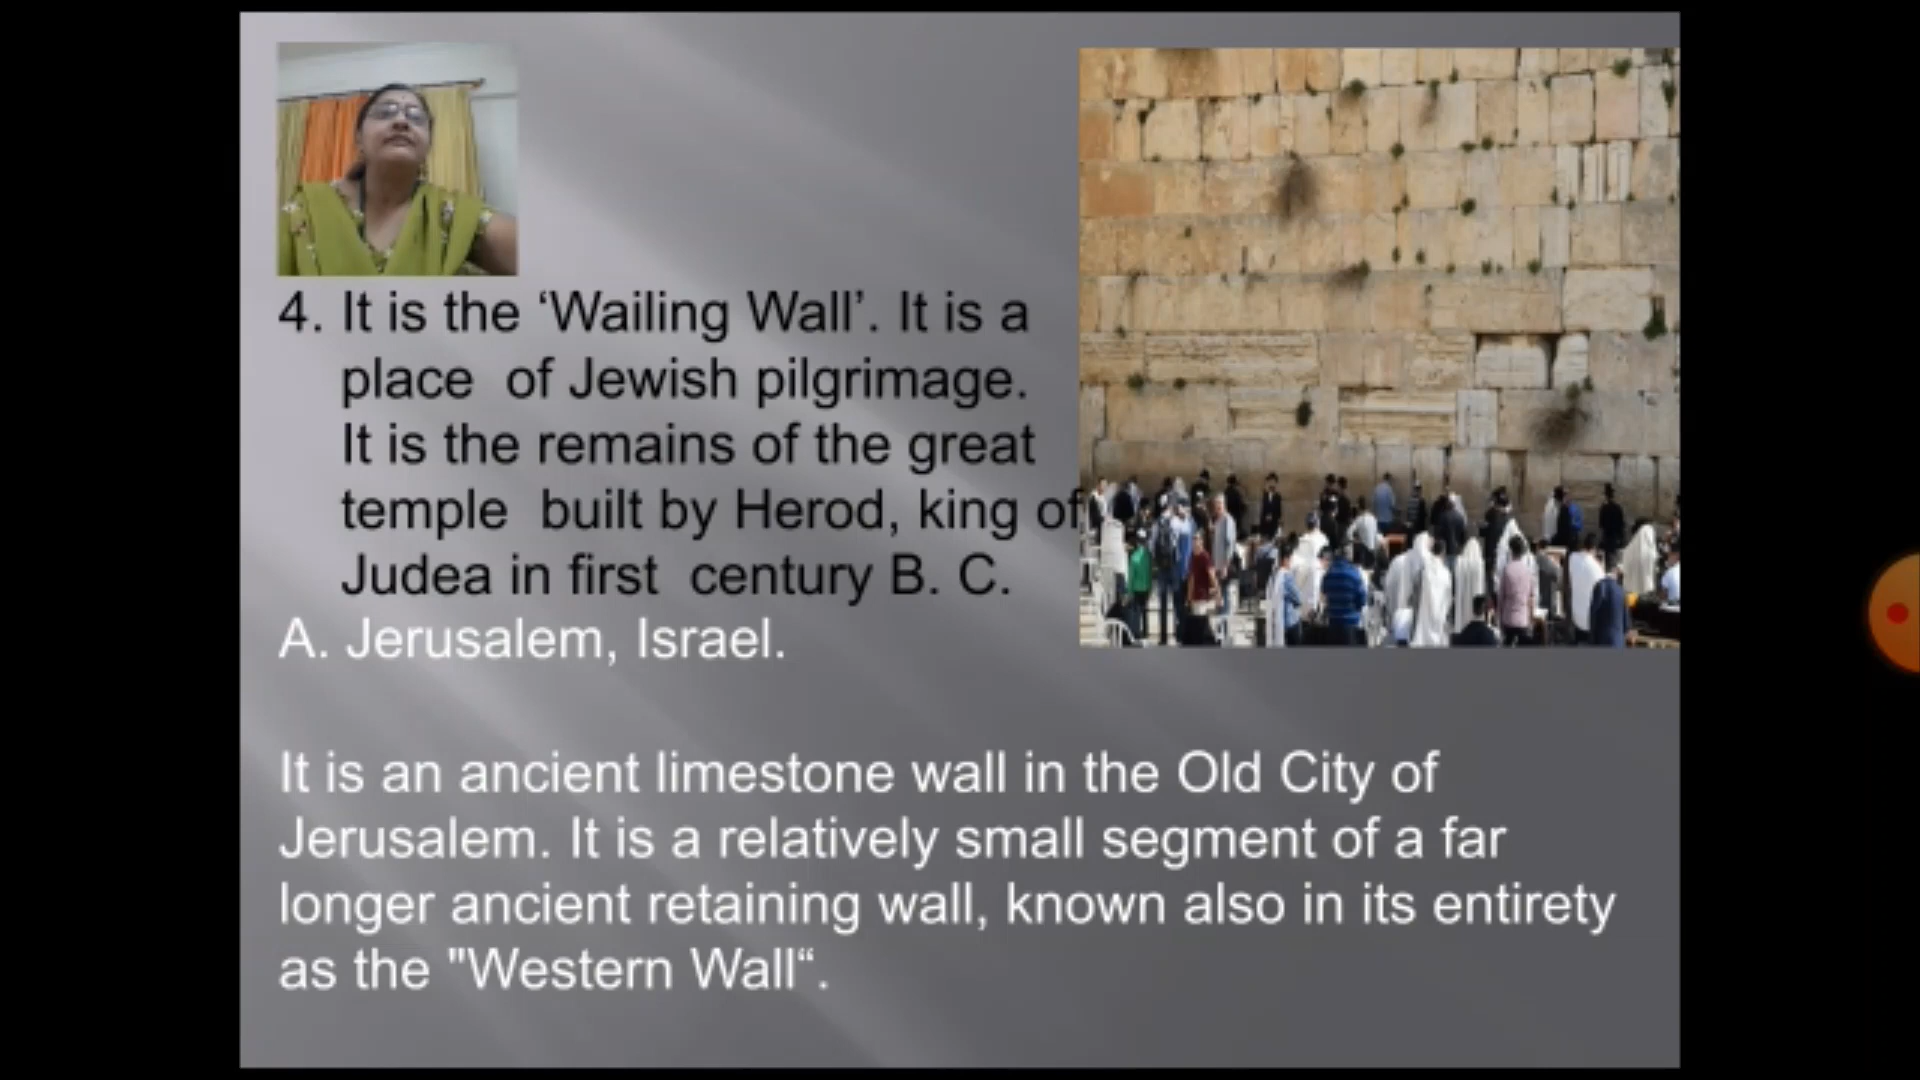 4. It is the ‘Wailing Wall’. It is a
place of Jewish pilgrimage.
It is the remains of the great
temple built by Herod, king of
Judea in first century B. C.
A. Jerusalem, Israel.
It is an ancient limestone wall in the Old City of
Jerusalem. It is a relatively small segment of a far
longer ancient retaining wall, known also in its entirety
as the "Western Wall“.